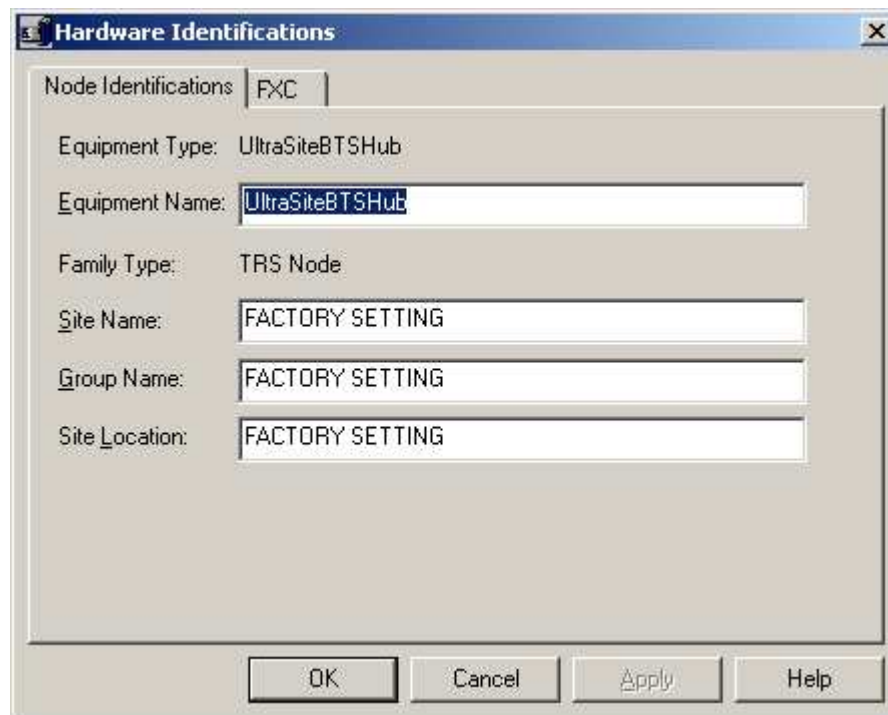 Hardware Identifications
Node Identifications FXC
Equipment Type: UltraSiteBTSHub
Equipment Name: UltraSiteBTSHub
Family Type: TRS Node
Site Name: FACTORY SETTING
Group Name: FACTORY SETTING
Site Location: FACTORY SETTING
OK Cancel Apply Help